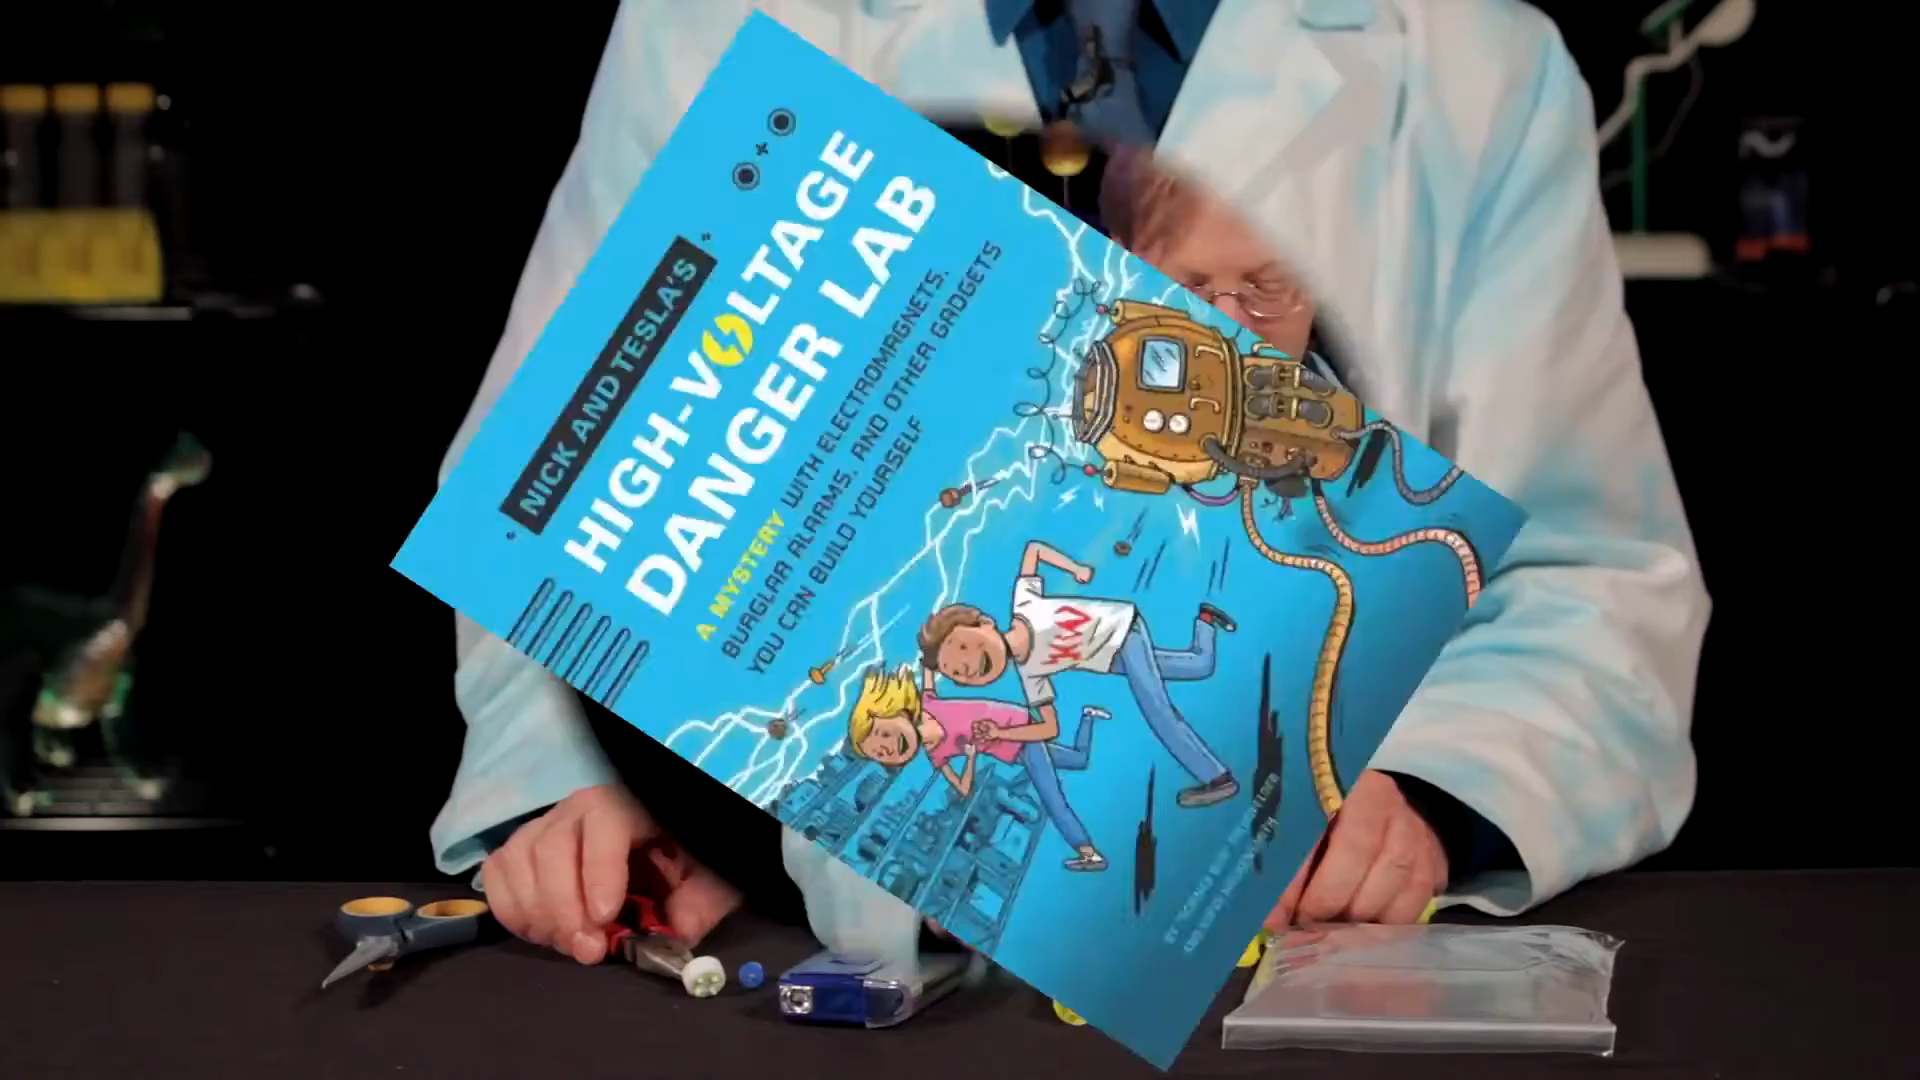 NICK AND TESLA'S
HIGH-VOLTAGE
DANGER LAB
A MYSTERY WITH ELECTROMAGNETS,
BURGLAR ALARMS, AND OTHER GADGETS
YOU CAN BUILD YOURSELF